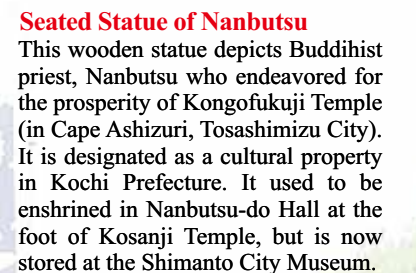 Seated Statue of Nanbutsu
This wooden statue depicts Buddihist
priest, Nanbutsu who endeavored for
the prosperity of Kongofukuji Temple
(in Cape Ashizuri, Tosashimizu City).
It is designated as a cultural property
in Kochi Prefecture. It used to be
enshrined in Nanbutsu-do Hall at the
foot of Kosanji Temple, but is now
stored at the Shimanto City Museum.